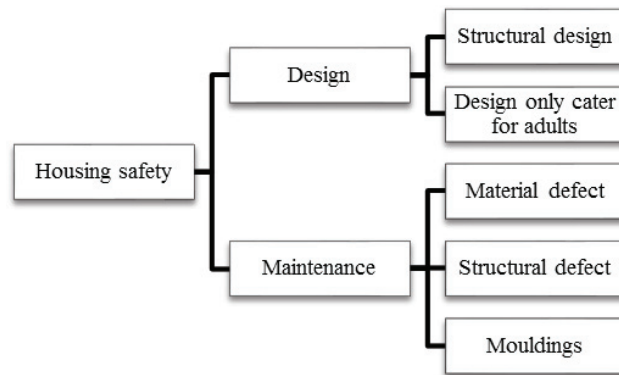 Housing safety
Design
Structural design
Design only cater
for adults
Maintenance
Material defect
Structural defect
Mouldings